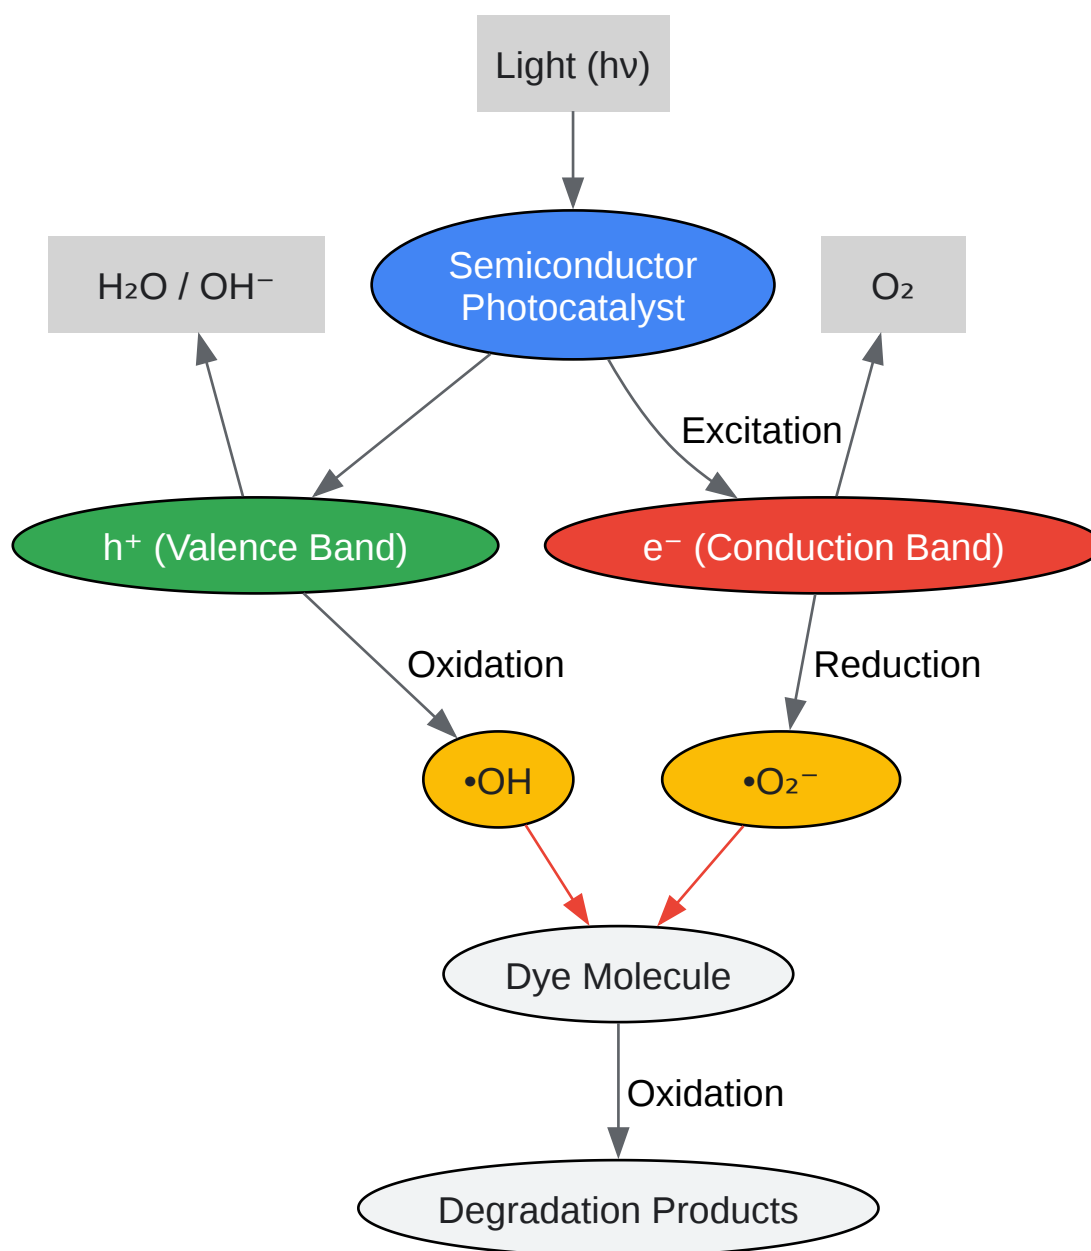 Light (hν)
Semiconductor
Photocatalyst
H₂O / OH⁻
O₂
Excitation
h⁺ (Valence Band)
e⁻ (Conduction Band)
Oxidation
Reduction
•OH
•O₂⁻
Dye Molecule
Oxidation
Degradation Products